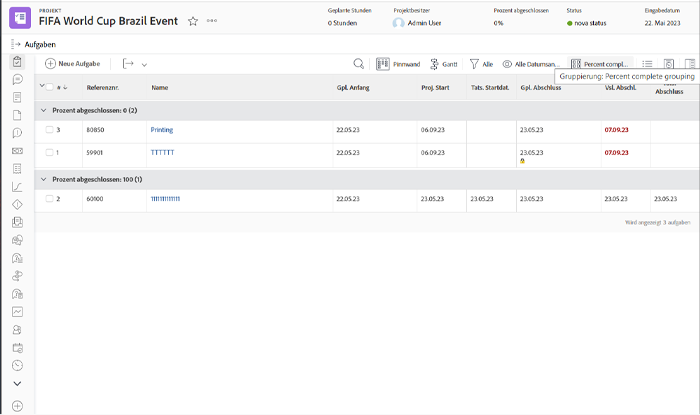 PROJEKT
FIFA World Cup Brazil Event
Geplante Stunden
0 Stunden
Projektbesitzer
Admin User
Prozent abgeschlossen
0%
Status
nova status
Eingabedatum
22. Mai 2023
Aufgaben
Neue Aufgabe
Pinnwand
Gantt
Alle
Alle Datumsan...
Percent compl...
Gruppierung: Percent complete grouping
# Referenznr. Name Gpl. Anfang Proj. Start Tats. Startdat. Gpl. Abschluss Vsl. Abschl. Abschluss
Prozent abgeschlossen: 0 (2)
3 80850 Printing 22.05.23 06.09.23 23.05.23 07.09.23
1 59901 TTTTTT 22.05.23 06.09.23 23.05.23 07.09.23
Prozent abgeschlossen: 100 (1)
2 60100 22.05.23 23.05.23 23.05.23 23.05.23 23.05.23 23.05.23
Wird angezeigt 3 aufgaben